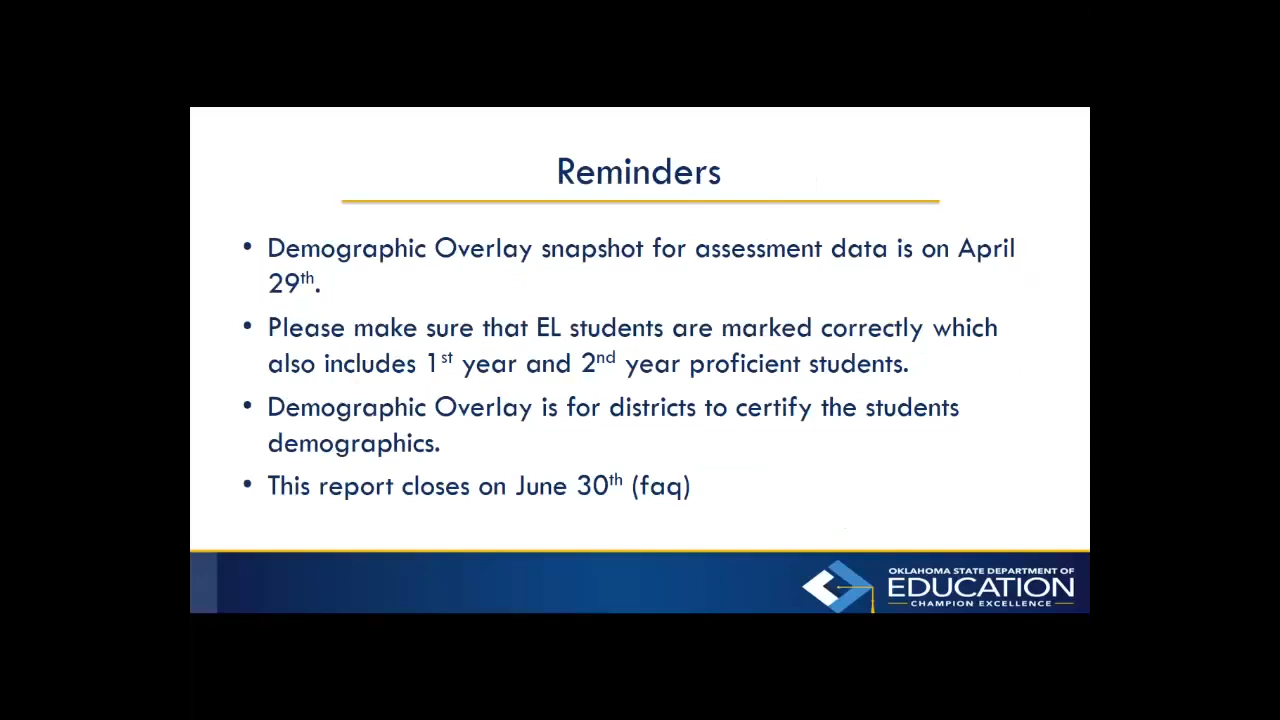 Reminders
• Demographic Overlay snapshot for assessment data is on April
29th.
• Please make sure that EL students are marked correctly which
also includes 1st year and 2nd year proficient students.
• Demographic Overlay is for districts to certify the students
demographics.
• This report closes on June 30th (faq)
OKLAHOMA STATE DEPARTMENT OF
EDUCATION
CHAMPION EXCELLENCE